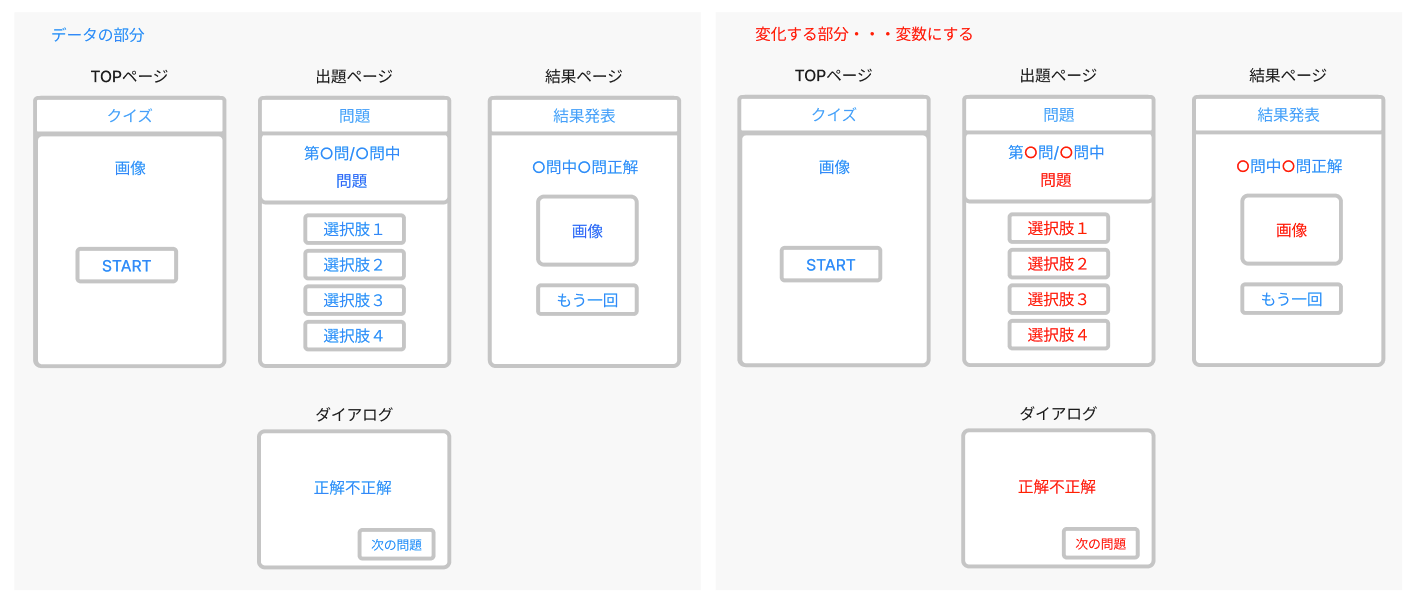 データの部分
TOPページ
クイズ
画像
START
出題ページ
問題
第〇問/〇問中
問題
選択肢１
選択肢２
選択肢３
選択肢４
結果ページ
結果発表
〇問中〇問正解
画像
もう一回
ダイアログ
正解不正解
次の問題
変化する部分・・・変数にする
TOPページ
クイズ
画像
START
出題ページ
問題
第〇問/〇問中
問題
選択肢１
選択肢２
選択肢３
選択肢４
結果ページ
結果発表
〇問中〇問正解
画像
もう一回
ダイアログ
正解不正解
次の問題